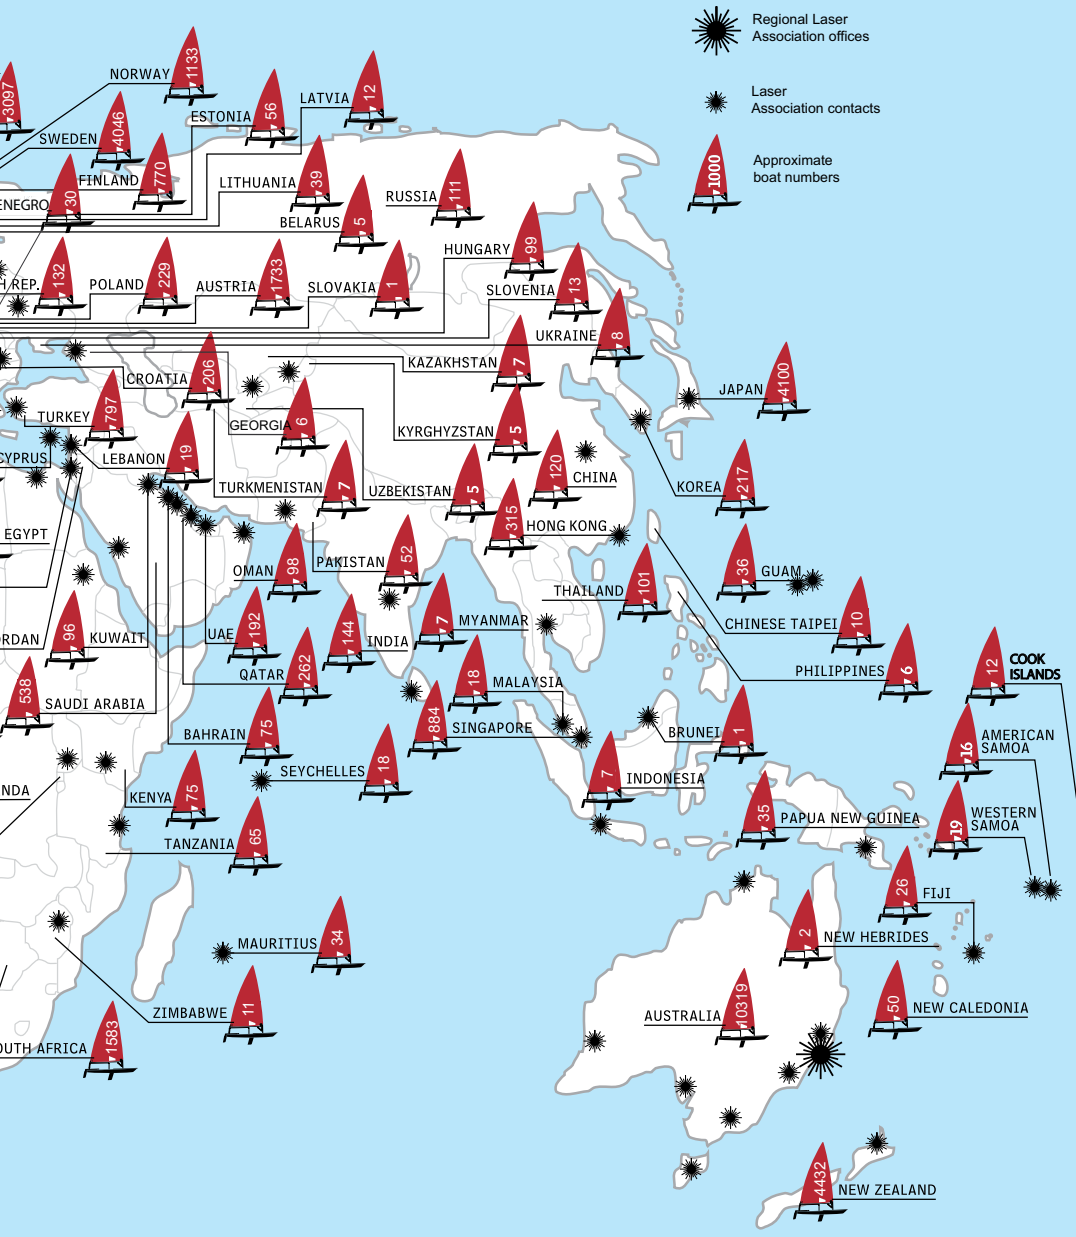 Regional Laser
Association offices
Laser
Association contacts
1000
Approximate
boat numbers
3097
NORWAY
1133
LATVIA
12
SWEDEN
4046
ESTONIA
56
FINLAND
770
ENEGRO
30
LITHUANIA
39
RUSSIA
111
BELARUS
5
HUNGARY
99
H REP.
132
POLAND
229
AUSTRIA
1733
SLOVAKIA
1
SLOVENIA
13
UKRAINE
8
CROATIA
206
KAZAKHSTAN
7
JAPAN
4100
TURKEY
797
GEORGIA
6
KYRGHYZSTAN
5
CYPRUS
LEBANON
19
TURKMENISTAN
7
UZBEKISTAN
5
120
CHINA
KOREA
217
EGYPT
315
HONG KONG
OMAN
98
PAKISTAN
52
THAILAND
101
36
GUAM
RDAN
96
KUWAIT
UAE
192
144
INDIA
7
MYANMAR
CHINESE TAIPEI
10
538
SAUDI ARABIA
QATAR
262
18
MALAYSIA
PHILIPPINES
6
12
COOK
ISLANDS
BAHRAIN
75
884
SINGAPORE
BRUNEI
1
16
AMERICAN
SAMOA
NDA
KENYA
75
SEYCHELLES
18
7
INDONESIA
TANZANIA
65
35
PAPUA NEW GUINEA
19
WESTERN
SAMOA
26
FIJI
MAURITIUS
34
2
NEW HEBRIDES
ZIMBABWE
11
AUSTRALIA
10319
50
NEW CALEDONIA
OUTH AFRICA
1583
4432
NEW ZEALAND